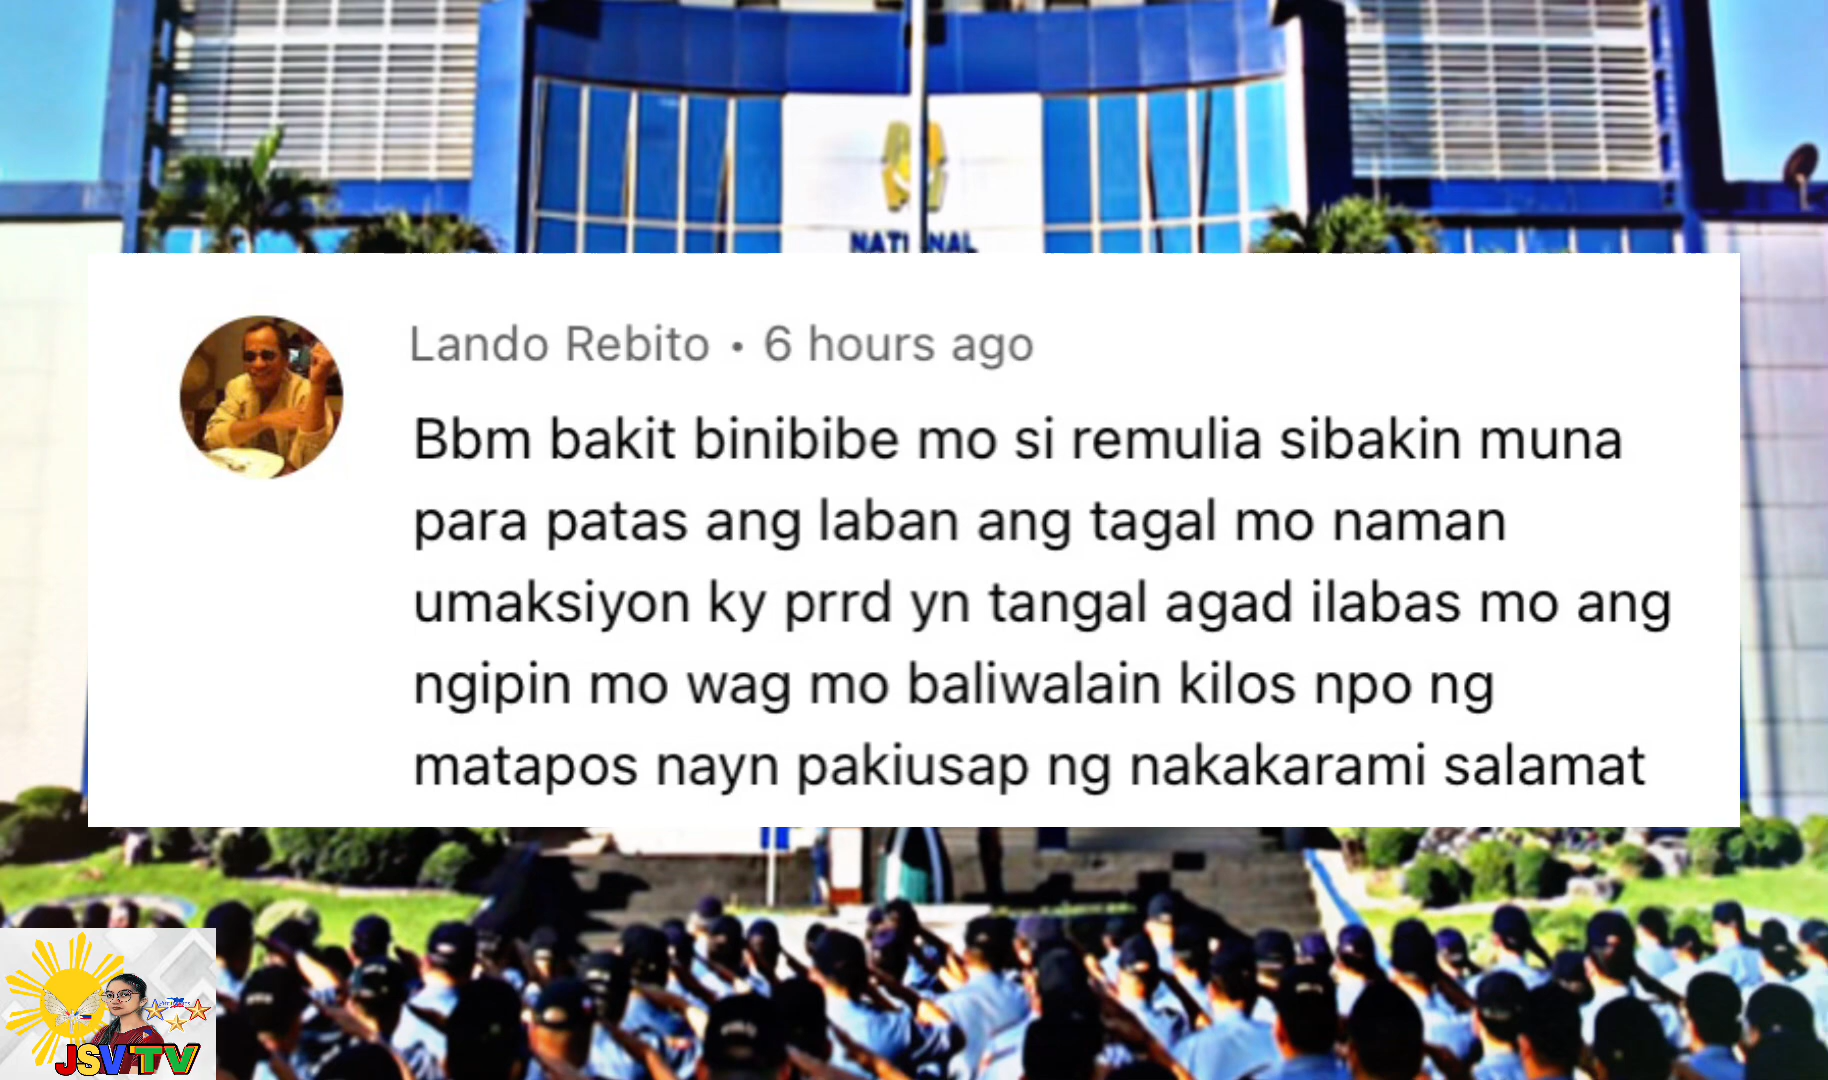 NATI NAL
Lando Rebito • 6 hours ago
Bbm bakit binibibe mo si remulia sibakin muna
para patas ang laban ang tagal mo naman
umaksiyon ky prrd yn tangal agad ilabas mo ang
ngipin mo wag mo baliwalain kilos npo ng
matapos nayn pakiusap ng nakakarami salamat
JSV TV